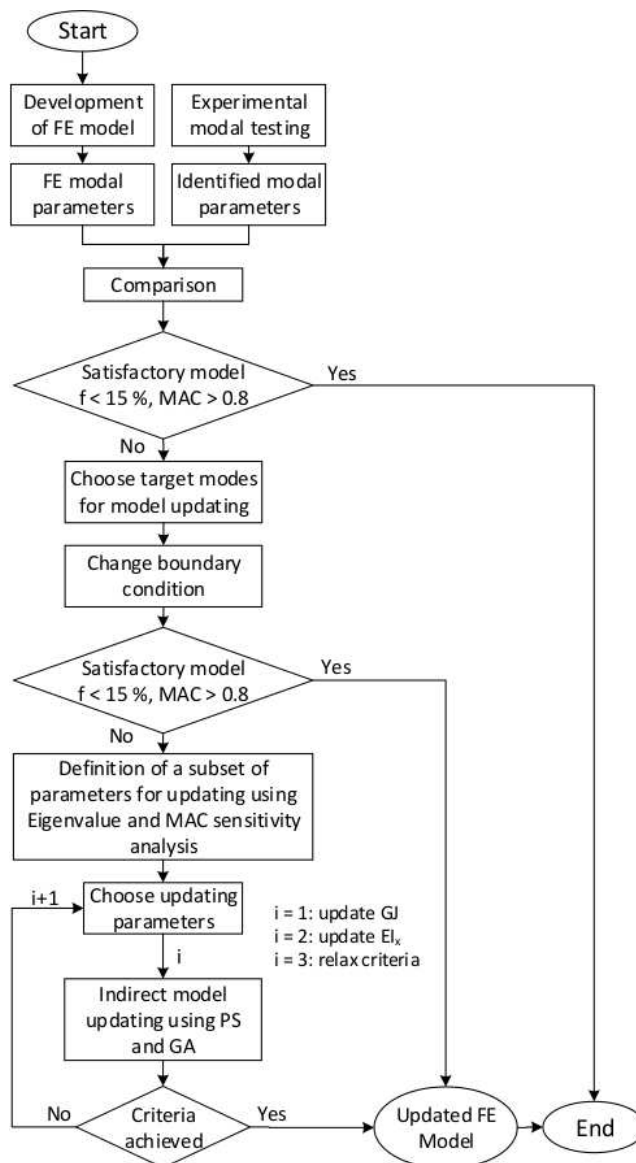 Start
Development
of FE model
Experimental
modal testing
FE modal
parameters
Identified modal
parameters
Comparison
Satisfactory model
f < 15 %, MAC > 0.8
Yes
No
Choose target modes
for model updating
Change boundary
condition
Satisfactory model
f < 15 %, MAC > 0.8
Yes
No
Definition of a subset of
parameters for updating using
Eigenvalue and MAC sensitivity
analysis
i+1
Choose updating
parameters
i = 1: update GJ
i = 2: update EIₓ
i = 3: relax criteria
i
Indirect model
updating using PS
and GA
No
Criteria
achieved
Yes
Updated FE
Model
End